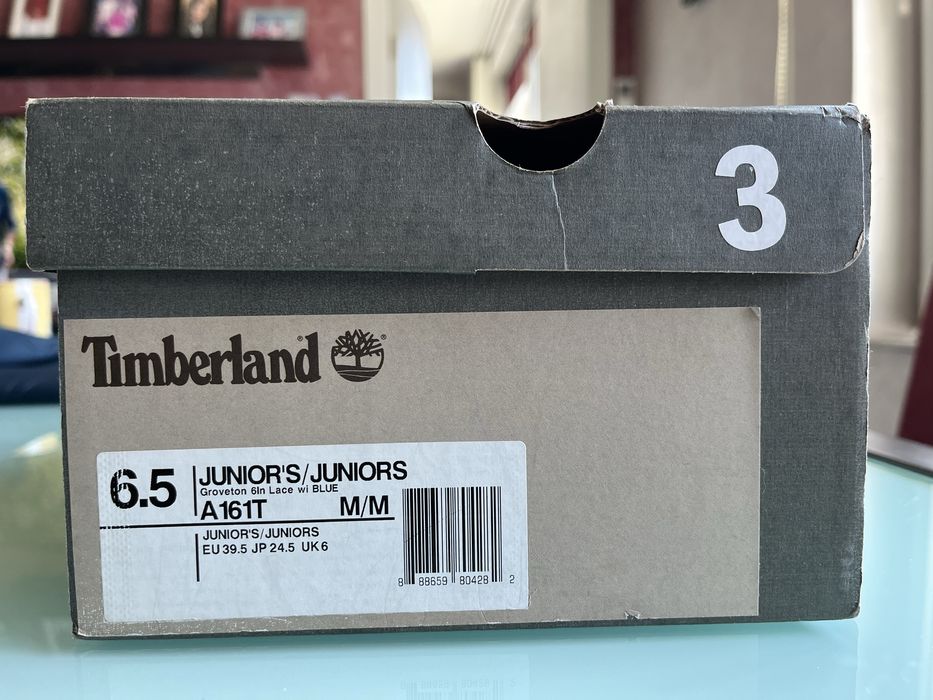 3
Timberland®
6.5
JUNIOR'S/JUNIORS
Groveton 6In Lace wi BLUE
A161T M/M
JUNIOR'S/JUNIORS
EU 39.5 JP 24.5 UK 6
8 88659 80428 2